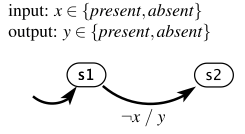 input: x ∈ {present, absent}
output: y ∈ {present, absent}
s1
s2
¬x / y